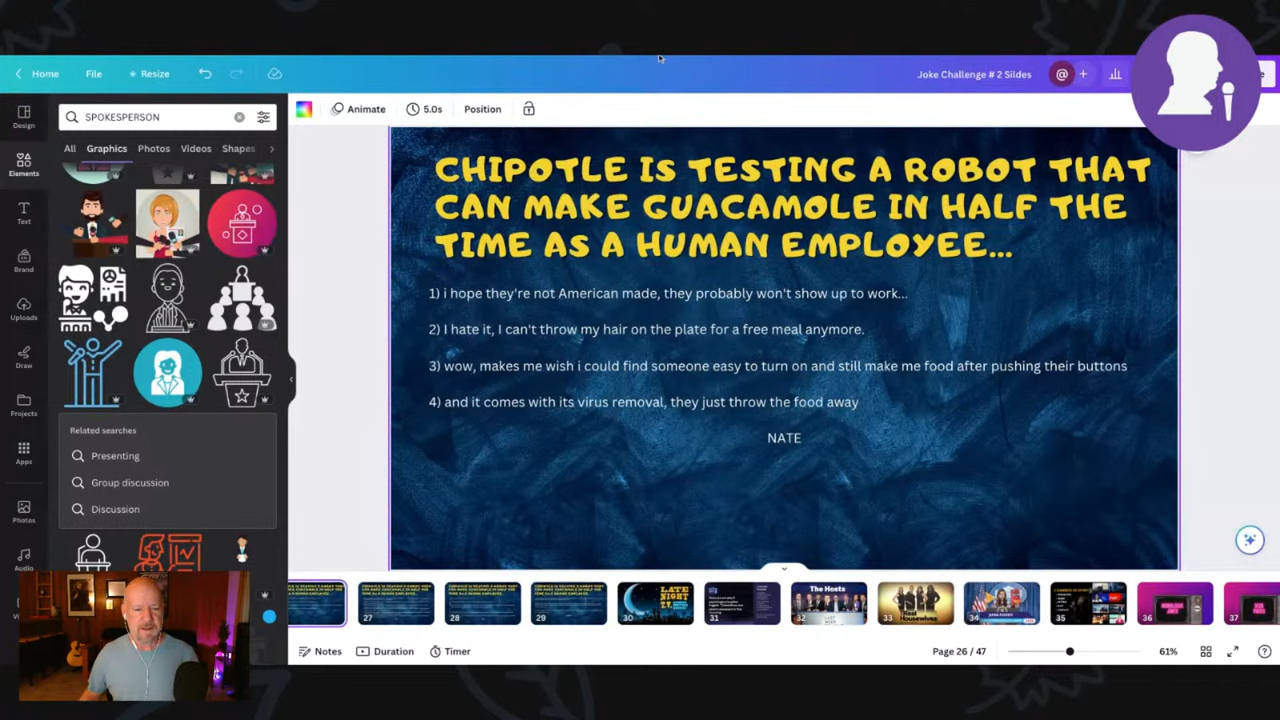 Home
File
Resize
Joke Challenge # 2 Sildes
@
Design
Elements
Text
Brand
Uploads
Draw
Projects
Apps
Photos
Audio
SPOKESPERSON
All
Graphics
Photos
Videos
Shapes
Related searches
Presenting
Group discussion
Discussion
Animate
5.0s
Position
CHIPOTLE IS TESTING A ROBOT THAT
CAN MAKE GUACAMOLE IN HALF THE
TIME AS A HUMAN EMPLOYEE...
1) i hope they're not American made, they probably won't show up to work...
2) I hate it, I can't throw my hair on the plate for a free meal anymore.
3) wow, makes me wish i could find someone easy to turn on and still make me food after pushing their buttons
4) and it comes with its virus removal, they just throw the food away
NATE
27
28
29
30
LATE
NIGHT
31
32
The Hosts
LAST
WEEK
33
Housewives
34
35
36
37
Notes
Duration
Timer
Page 26 / 47
61%